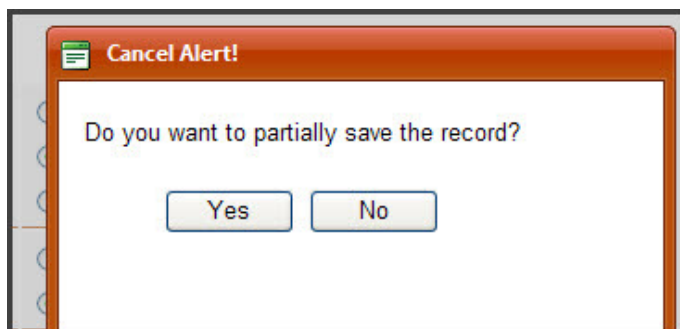 Cancel Alert!
Do you want to partially save the record?
Yes No